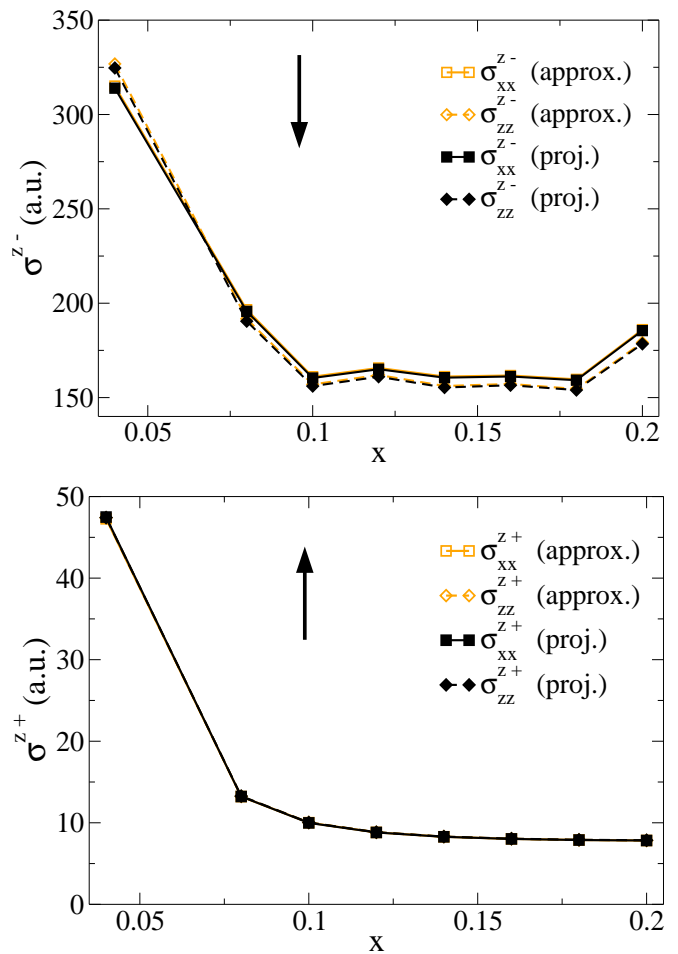 350
300
250
200
150
σ^{z -} (a.u.)
σ_{xx}^{z -} (approx.)
σ_{zz}^{z -} (approx.)
σ_{xx}^{z -} (proj.)
σ_{zz}^{z -} (proj.)
0.05 0.1 0.15 0.2
x
50
40
30
20
10
0
σ^{z +} (a.u.)
σ_{xx}^{z +} (approx.)
σ_{zz}^{z +} (approx.)
σ_{xx}^{z +} (proj.)
σ_{zz}^{z +} (proj.)
0.05 0.1 0.15 0.2
x